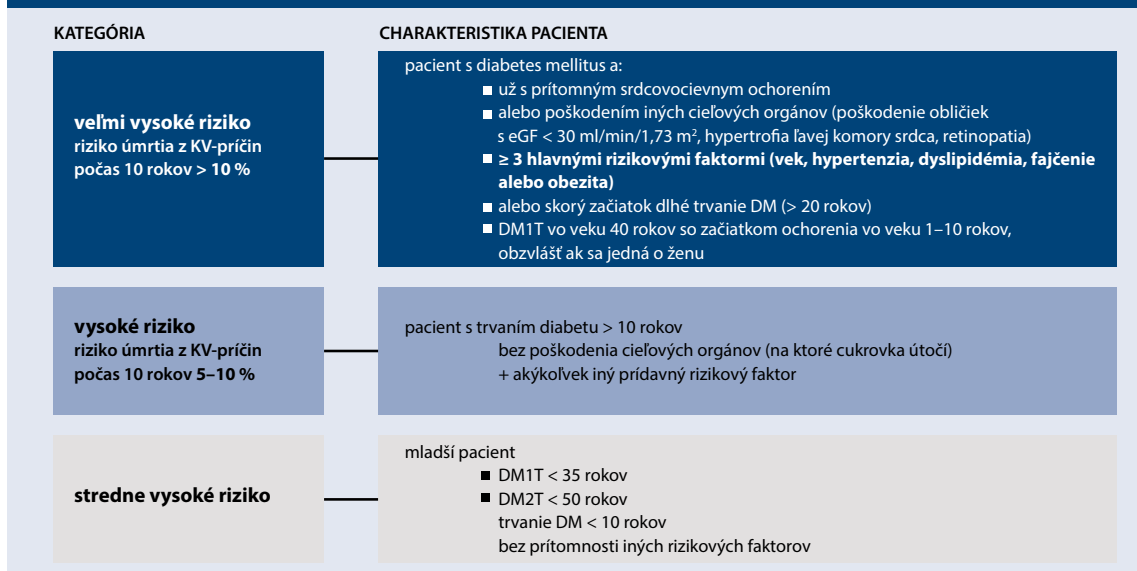 KATEGÓRIA
CHARAKTERISTIKA PACIENTA
veľmi vysoké riziko
riziko úmrtia z KV-príčin
počas 10 rokov > 10 %
pacient s diabetes mellitus a:
■ už s prítomným srdcovocievnym ochorením
■ alebo poškodením iných cieľových orgánov (poškodenie obličiek
s eGF < 30 ml/min/1,73 m², hypertrofia ľavej komory srdca, retinopatia)
■ ≥ 3 hlavnými rizikovými faktormi (vek, hypertenzia, dyslipidémia, fajčenie
alebo obezita)
■ alebo skorý začiatok dlhé trvanie DM (> 20 rokov)
■ DM1T vo veku 40 rokov so začiatkom ochorenia vo veku 1–10 rokov,
obzvlášť ak sa jedná o ženu
vysoké riziko
riziko úmrtia z KV-príčin
počas 10 rokov 5–10 %
pacient s trvaním diabetu > 10 rokov
bez poškodenia cieľových orgánov (na ktoré cukrovka útočí)
+ akýkoľvek iný prídavný rizikový faktor
stredne vysoké riziko
mladší pacient
■ DM1T < 35 rokov
■ DM2T < 50 rokov
trvanie DM < 10 rokov
bez prítomnosti iných rizikových faktorov